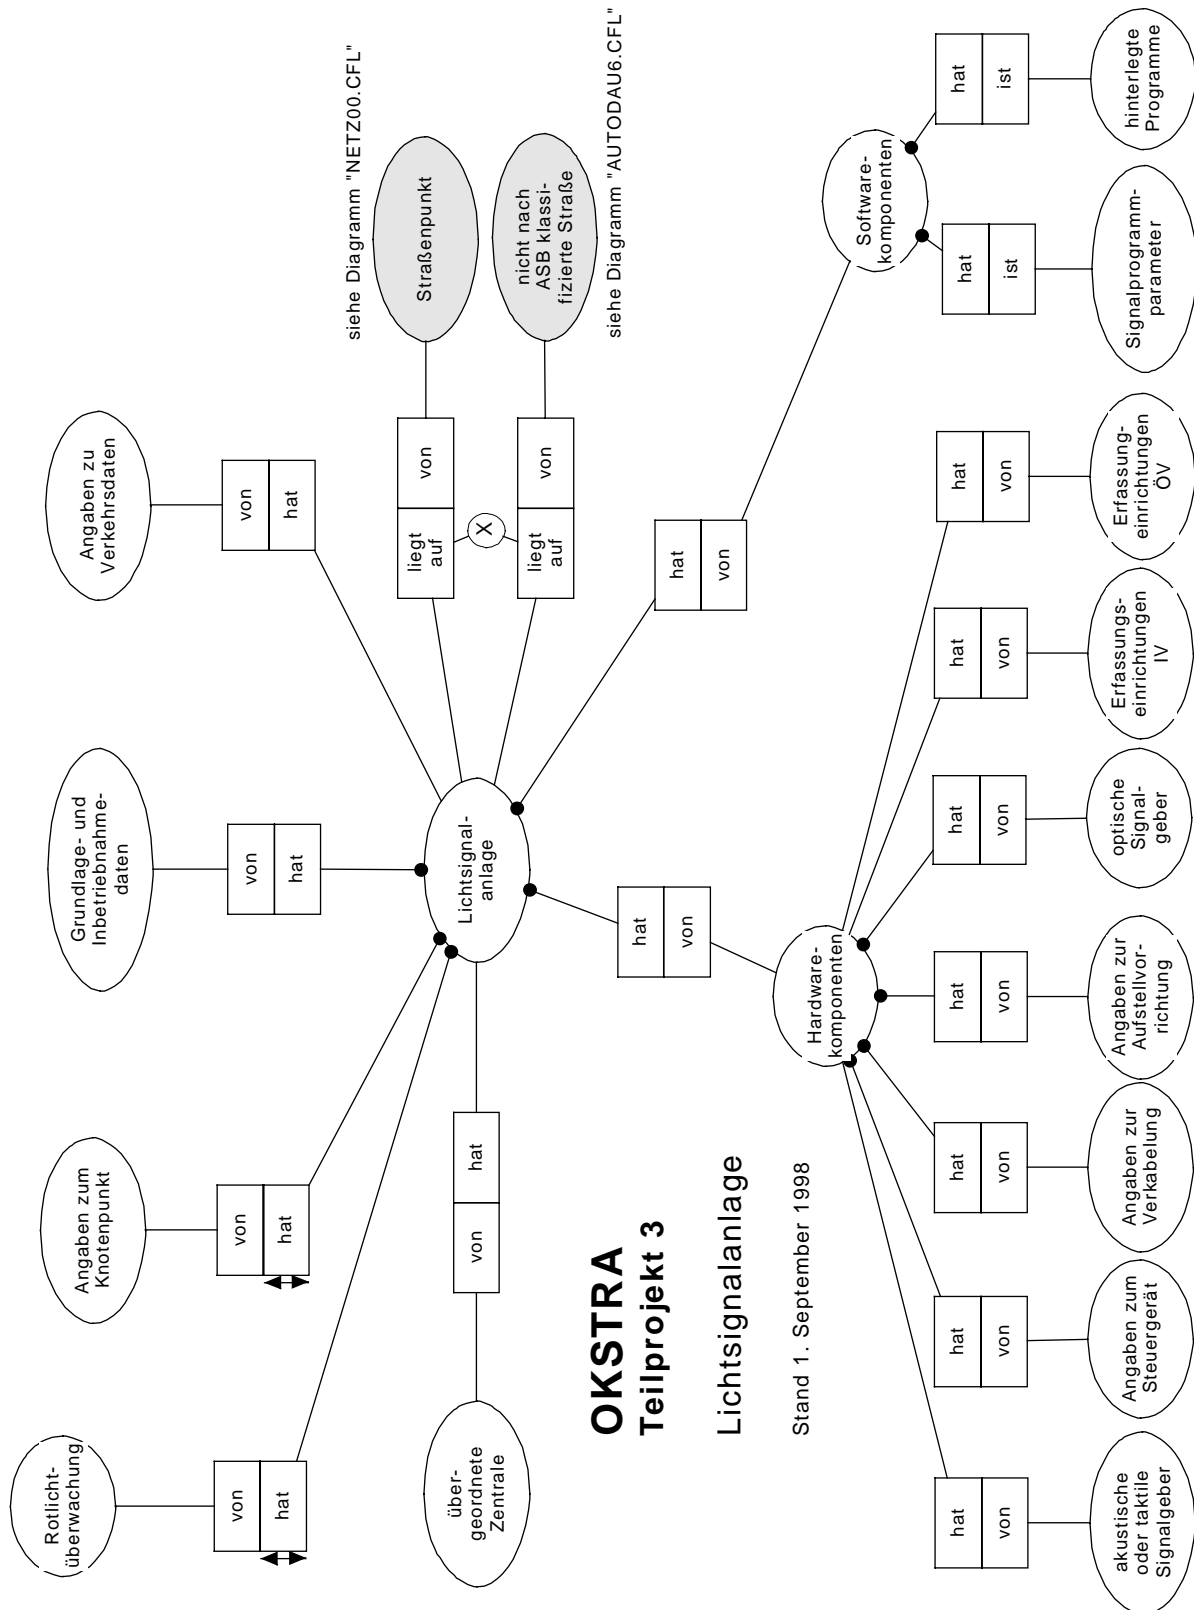 Rotlicht-
überwachung
Angaben zum
Knotenpunkt
Grundlage- und
Inbetriebnahme-
daten
Angaben zu
Verkehrsdaten
von
hat
von
hat
von
hat
von
hat
siehe Diagramm "NETZ00.CFL"
liegt
auf
von
Straßenpunkt
X
liegt
auf
von
nicht nach
ASB klassi-
fizierte Straße
siehe Diagramm "AUTODAU6.CFL"
über-
geordnete
Zentrale
von
hat
Lichtsignal-
anlage
OKSTRA
Teilprojekt 3
Lichtsignalanlage
Stand 1. September 1998
hat
von
hat
von
Hardware-
komponenten
Software-
komponenten
hat
von
hat
von
hat
von
hat
von
hat
von
hat
von
hat
von
hat
ist
hat
ist
akustische
oder taktile
Signalgeber
Angaben zum
Steuergerät
Angaben zur
Verkabelung
Angaben zur
Aufstellvor-
richtung
optische
Signal-
geber
Erfassungs-
einrichtungen
IV
Erfassung-
einrichtungen
ÖV
Signalprogramm-
parameter
hinterlegte
Programme